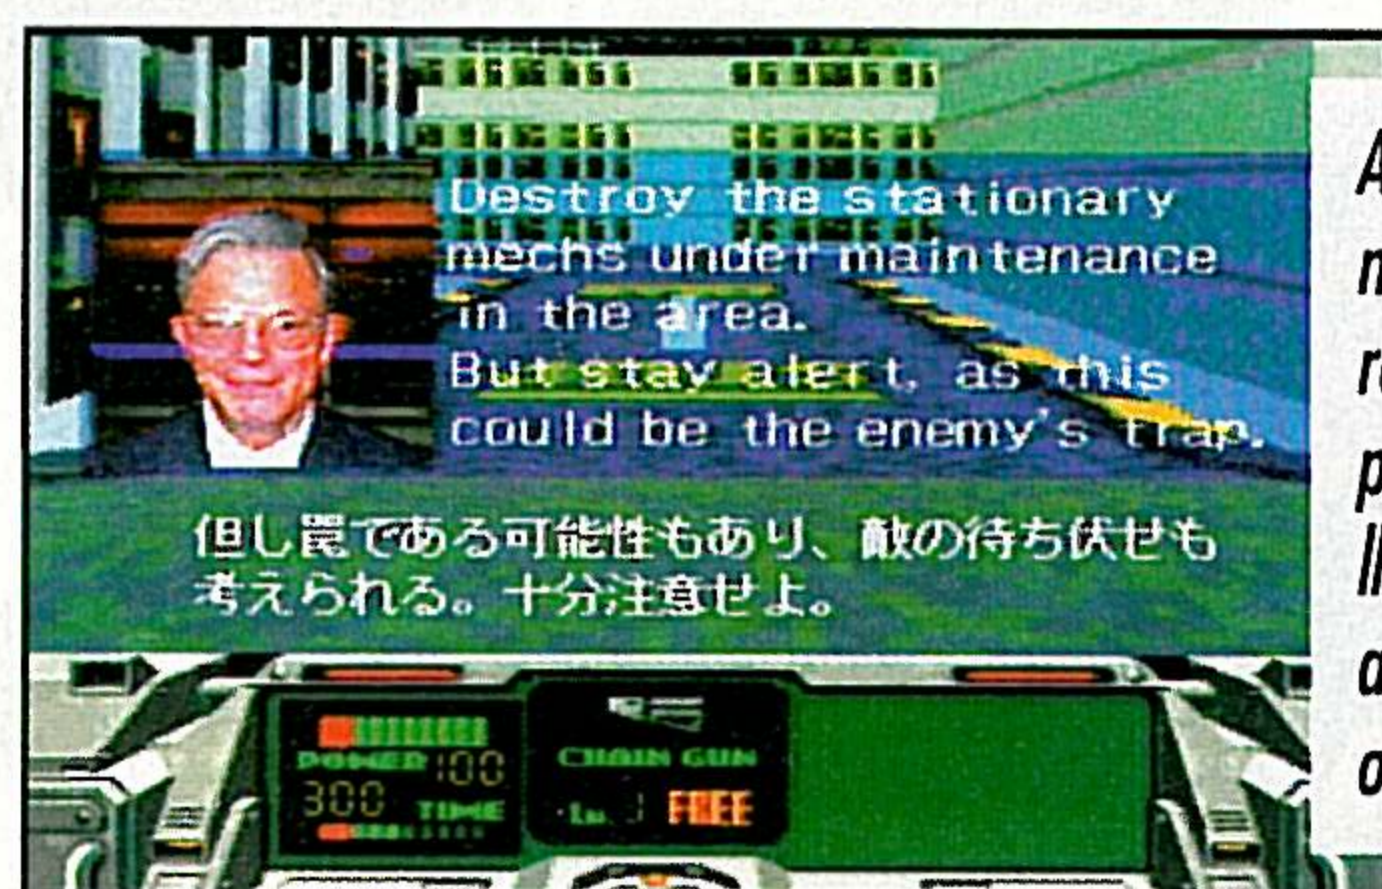 Destroy the stationary
mechs under maintenance
in the area.
But stay alert, as this
could be the enemy's trap.
但し罠である可能性もあり、敵の待ち伏せも
考えられる。十分注意せよ。
POWER 100
300 TIME
CHAIN GUN
FREE